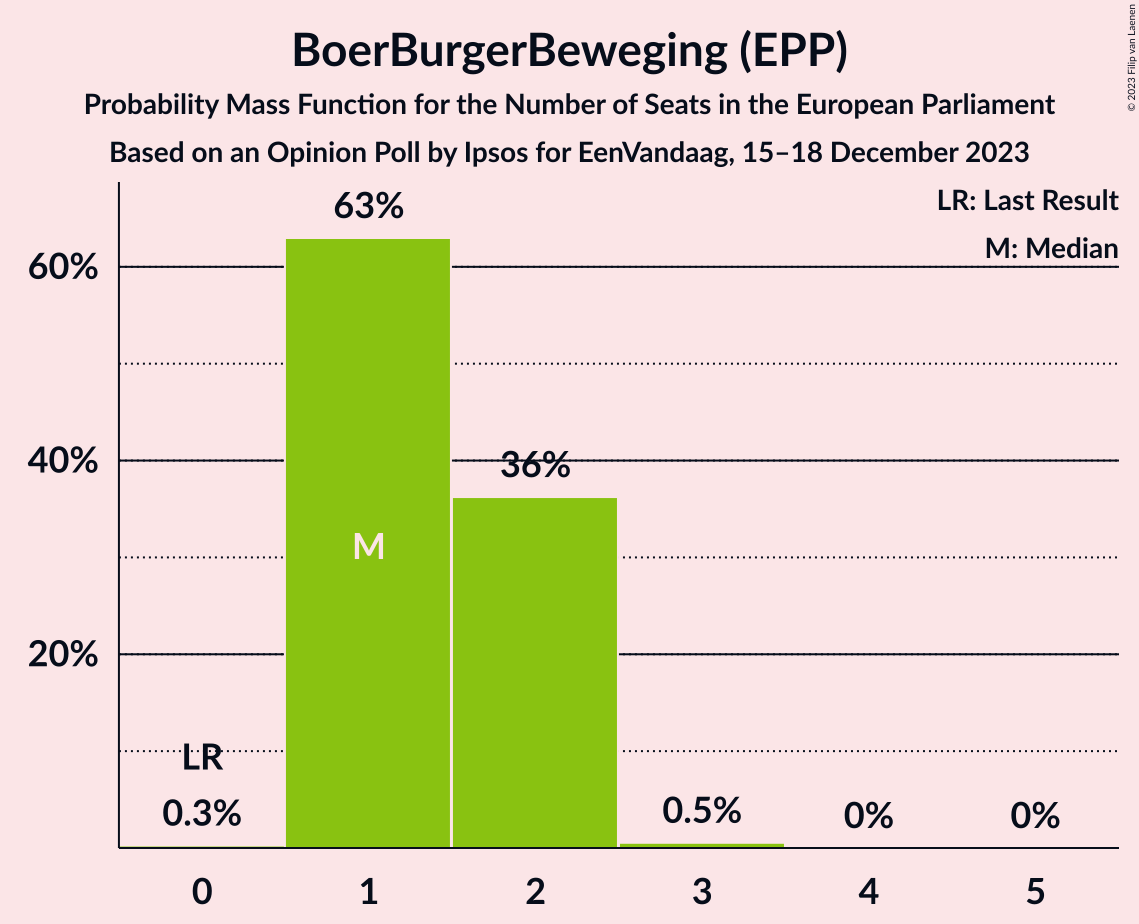 BoerBurgerBeweging (EPP)
Probability Mass Function for the Number of Seats in the European Parliament
Based on an Opinion Poll by Ipsos for EenVandaag, 15–18 December 2023
© 2023 Filip van Laenen
LR: Last Result
M: Median
63%
60%
40%
36%
M
20%
LR
0.3%
0.5%
0%
0%
0 1 2 3 4 5